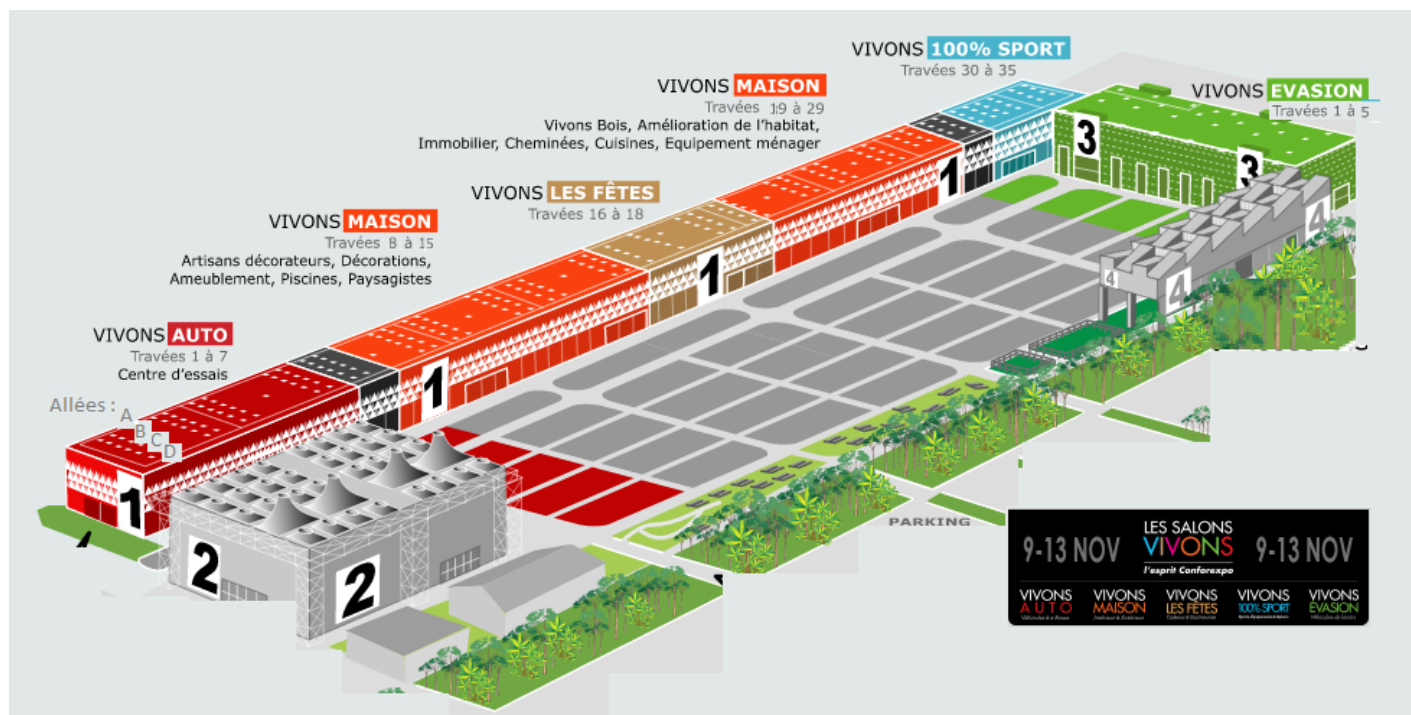 VIVONS 100% SPORT
Travées 30 à 35
VIVONS EVASION
Travées 1 à 5
VIVONS MAISON
Travées 19 à 29
Vivons Bois, Amélioration de l'habitat,
Immobilier, Cheminées, Cuisines, Equipement ménager
VIVONS LES FÊTES
Travées 16 à 18
VIVONS MAISON
Travées 8 à 15
Artisans décorateurs, Décorations,
Ameublement, Piscines, Paysagistes
VIVONS AUTO
Travées 1 à 7
Centre d'essais
Allées :
A
B
C
D
3
3
1
4
4
4
1
1
1
2
2
PARKING
LES SALONS
9-13 NOV VIVONS 9-13 NOV
l'esprit Conforexpo
VIVONS AUTO
VIVONS MAISON
VIVONS LES FÊTES
VIVONS 100% SPORT
VIVONS ÉVASION